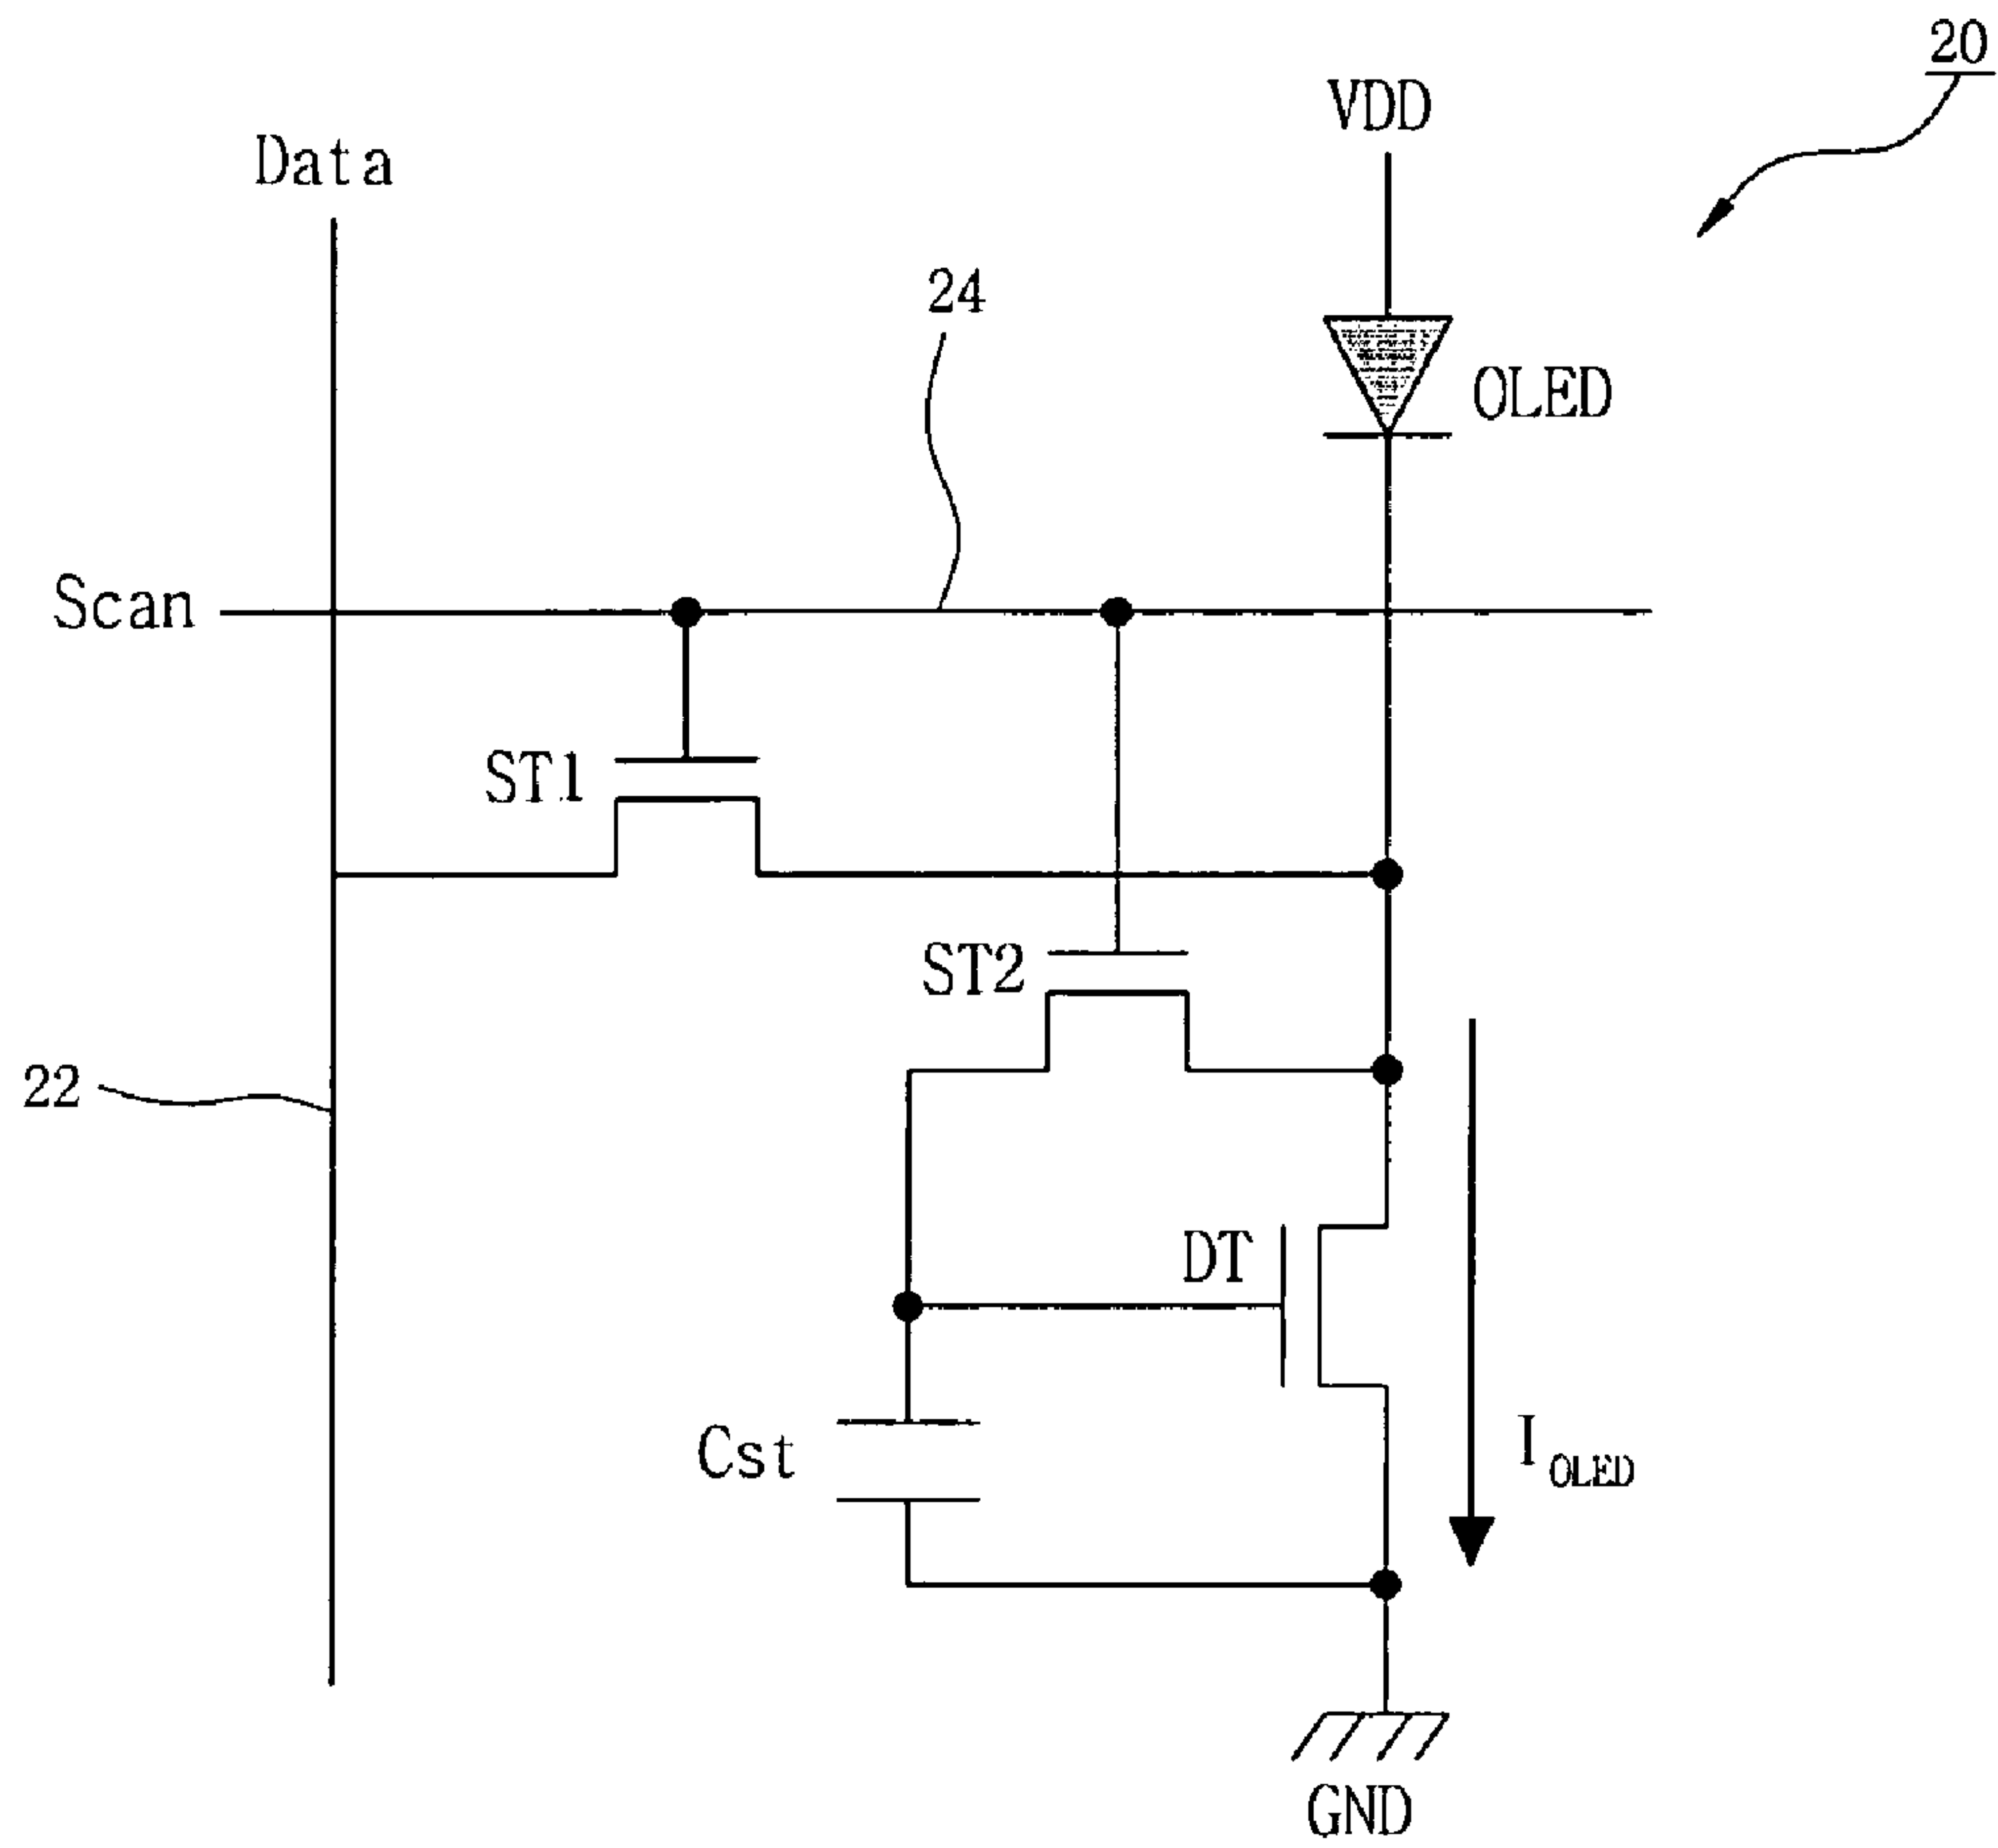 20
VDD
Data
24
OLED
Scan
ST1
ST2
22
DT
Cst
I OLED
GND